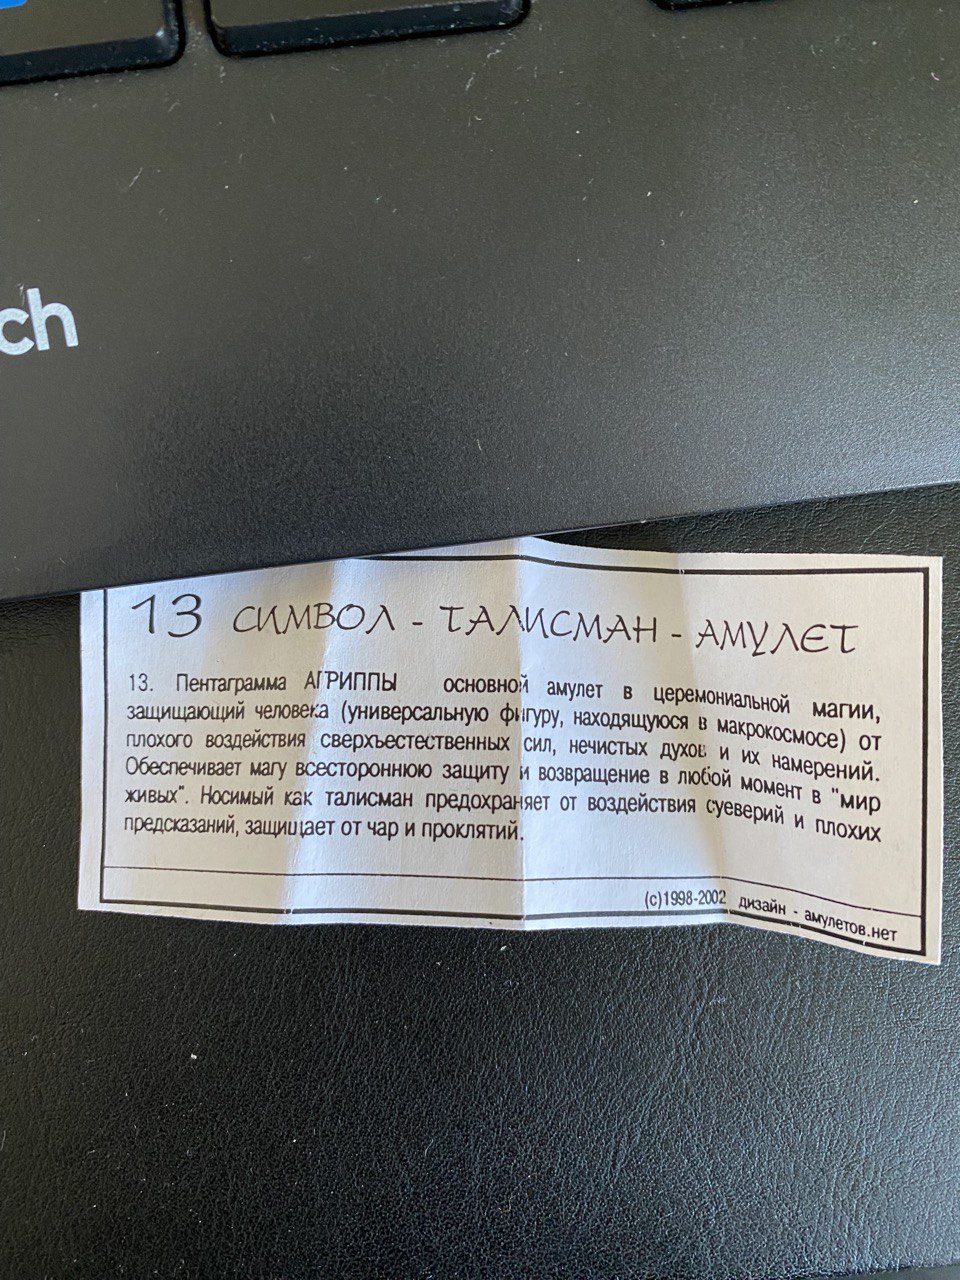 ch
13 СИМВОЛ - ТАЛИСМАН - АМУЛЕТ
13. Пентаграмма АГРИППЫ основной амулет в церемониальной магии,
защищающий человека (универсальную фигуру, находящуюся в макрокосмосе) от
плохого воздействия сверхъестественных сил, нечистых духов и их намерений.
Обеспечивает магу всестороннюю защиту и возвращение в любой момент в "мир
живых". Носимый как талисман предохраняет от воздействия суеверий и плохих
предсказаний, защищает от чар и проклятий.
(c)1998-2002 дизайн - амулетов.нет